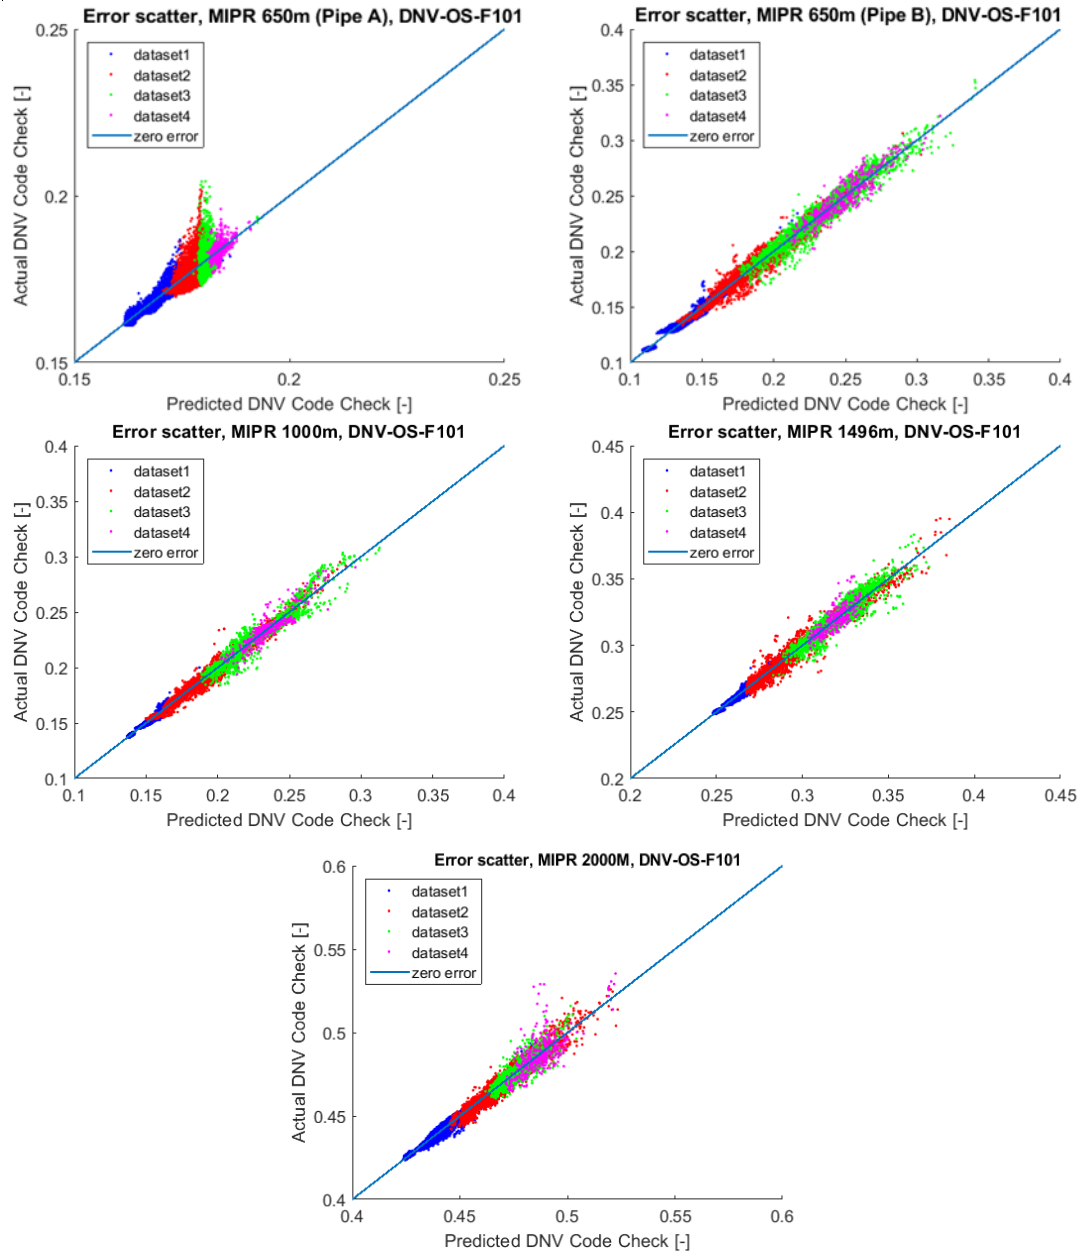 Error scatter, MIPR 650m (Pipe A), DNV-OS-F101
0.25
dataset1
dataset2
dataset3
dataset4
zero error
Actual DNV Code Check [-]
0.2
0.15
0.15
0.2
0.25
Predicted DNV Code Check [-]
Error scatter, MIPR 650m (Pipe B), DNV-OS-F101
0.4
dataset1
dataset2
dataset3
dataset4
zero error
Actual DNV Code Check [-]
0.35
0.3
0.25
0.2
0.15
0.1
0.1
0.15
0.2
0.25
0.3
0.35
0.4
Predicted DNV Code Check [-]
Error scatter, MIPR 1000m, DNV-OS-F101
0.4
dataset1
dataset2
dataset3
dataset4
zero error
Actual DNV Code Check [-]
0.35
0.3
0.25
0.2
0.15
0.1
0.1
0.15
0.2
0.25
0.3
0.35
0.4
Predicted DNV Code Check [-]
Error scatter, MIPR 1496m, DNV-OS-F101
0.45
dataset1
dataset2
dataset3
dataset4
zero error
Actual DNV Code Check [-]
0.4
0.35
0.3
0.25
0.2
0.2
0.25
0.3
0.35
0.4
0.45
Predicted DNV Code Check [-]
Error scatter, MIPR 2000M, DNV-OS-F101
0.6
dataset1
dataset2
dataset3
dataset4
zero error
Actual DNV Code Check [-]
0.55
0.5
0.45
0.4
0.4
0.45
0.5
0.55
0.6
Predicted DNV Code Check [-]